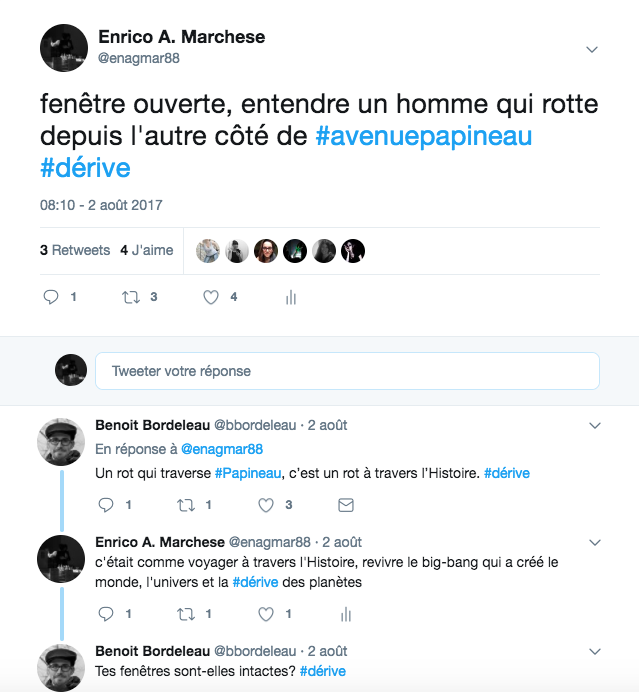 Enrico A. Marchese
@enagmar88
fenêtre ouverte, entendre un homme qui rotte
depuis l'autre côté de #avenuepapineau
#dérive
08:10 - 2 août 2017
3 Retweets 4 J'aime
1 3 4
Tweeter votre réponse
Benoit Bordeleau @bbordeleau · 2 août
En réponse à @enagmar88
Un rot qui traverse #Papineau, c'est un rot à travers l'Histoire. #dérive
1 1 3
Enrico A. Marchese @enagmar88 · 2 août
c'était comme voyager à travers l'Histoire, revivre le big-bang qui a créé le
monde, l'univers et la #dérive des planètes
1 1 1
Benoit Bordeleau @bbordeleau · 2 août
Tes fenêtres sont-elles intactes? #dérive